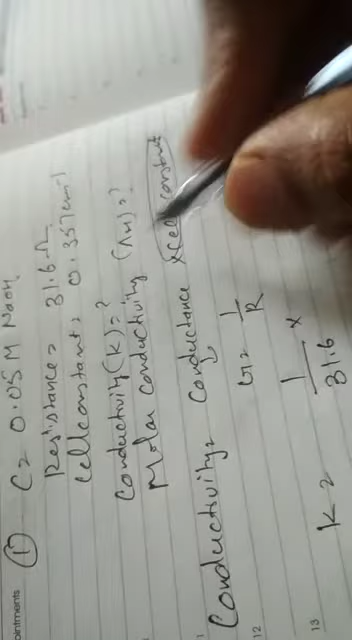 ① C = 0.05 M NaOH
Resistance = 31.6 Ω
Cell constant = 0.357 cm⁻¹
Conductivity (K) = ?
Molar conductivity (Λm) = ?
Conductivity = Conductance × Cell constant
G = 1/R
K = 1/31.6 ×
ointments
12
13